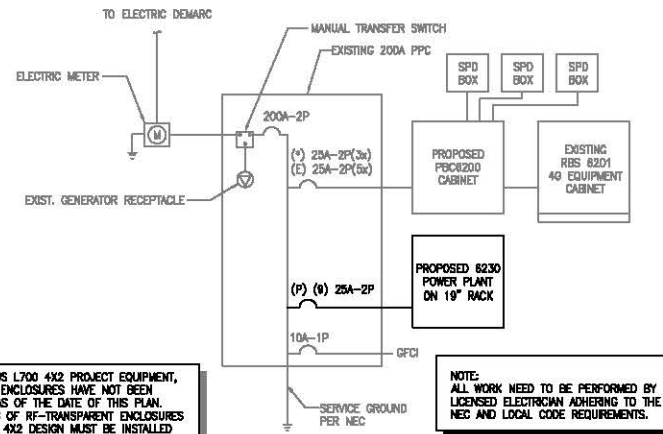 TO ELECTRIC DEMARC
MANUAL TRANSFER SWITCH
EXISTING 200A PPC
ELECTRIC METER
M
200A-2P
EXIST. GENERATOR RECEPTACLE
(*) 25A-2P(3x)
(E) 25A-2P(5x)
SPD
BOX
SPD
BOX
SPD
BOX
PROPOSED
PBC6200
CABINET
EXISTING
RBS 6201
4G EQUIPMENT
CABINET
(P) (9) 25A-2P
PROPOSED 6230
POWER PLANT
ON 19" RACK
10A-1P
GFCI
SERVICE GROUND
PER NEC
US L700 4X2 PROJECT EQUIPMENT,
ENCLOSURES HAVE NOT BEEN
AS OF THE DATE OF THIS PLAN.
OF RF-TRANSPARENT ENCLOSURES
4X2 DESIGN MUST BE INSTALLED
NOTE:
ALL WORK NEED TO BE PERFORMED BY
LICENSED ELECTRICIAN ADHERING TO THE
NEC AND LOCAL CODE REQUIREMENTS.